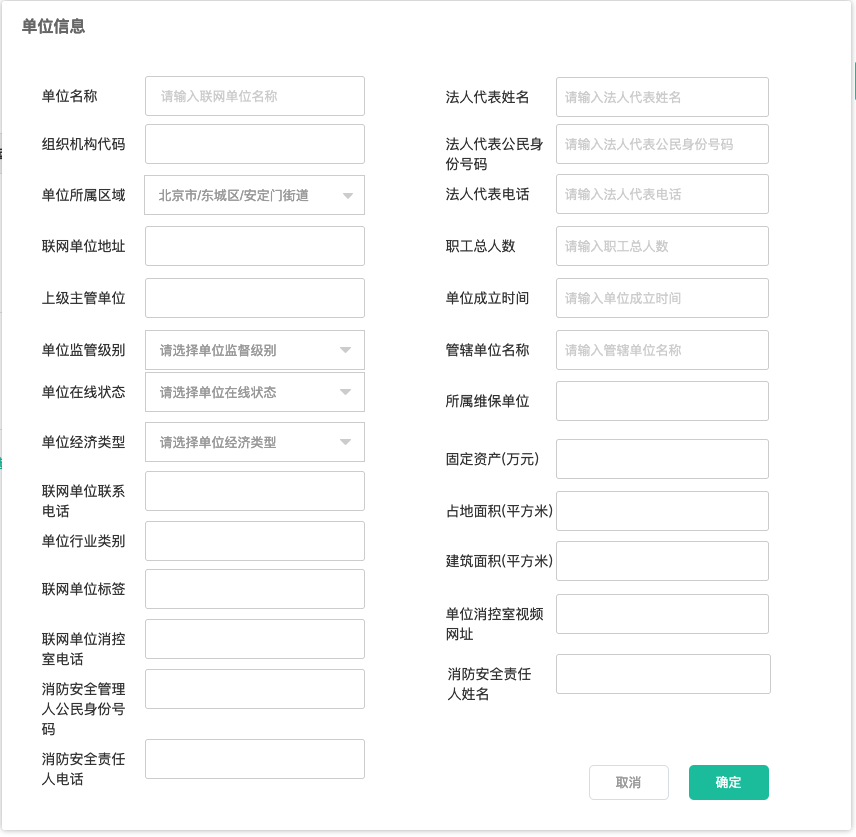 单位信息
单位名称
请输入联网单位名称
组织机构代码
单位所属区域
北京市/东城区/安定门街道
联网单位地址
上级主管单位
单位监管级别
请选择单位监督级别
单位在线状态
请选择单位在线状态
单位经济类型
请选择单位经济类型
联网单位联系
电话
单位行业类别
联网单位标签
联网单位消控
室电话
消防安全管理
人公民身份号
码
消防安全责任
人电话
法人代表姓名
请输入法人代表姓名
法人代表公民身
份号码
请输入法人代表公民身份号码
法人代表电话
请输入法人代表电话
职工总人数
请输入职工总人数
单位成立时间
请输入单位成立时间
管辖单位名称
请输入管辖单位名称
所属维保单位
固定资产(万元)
占地面积(平方米)
建筑面积(平方米)
单位消控室视频
网址
消防安全责任
人姓名
取消
确定